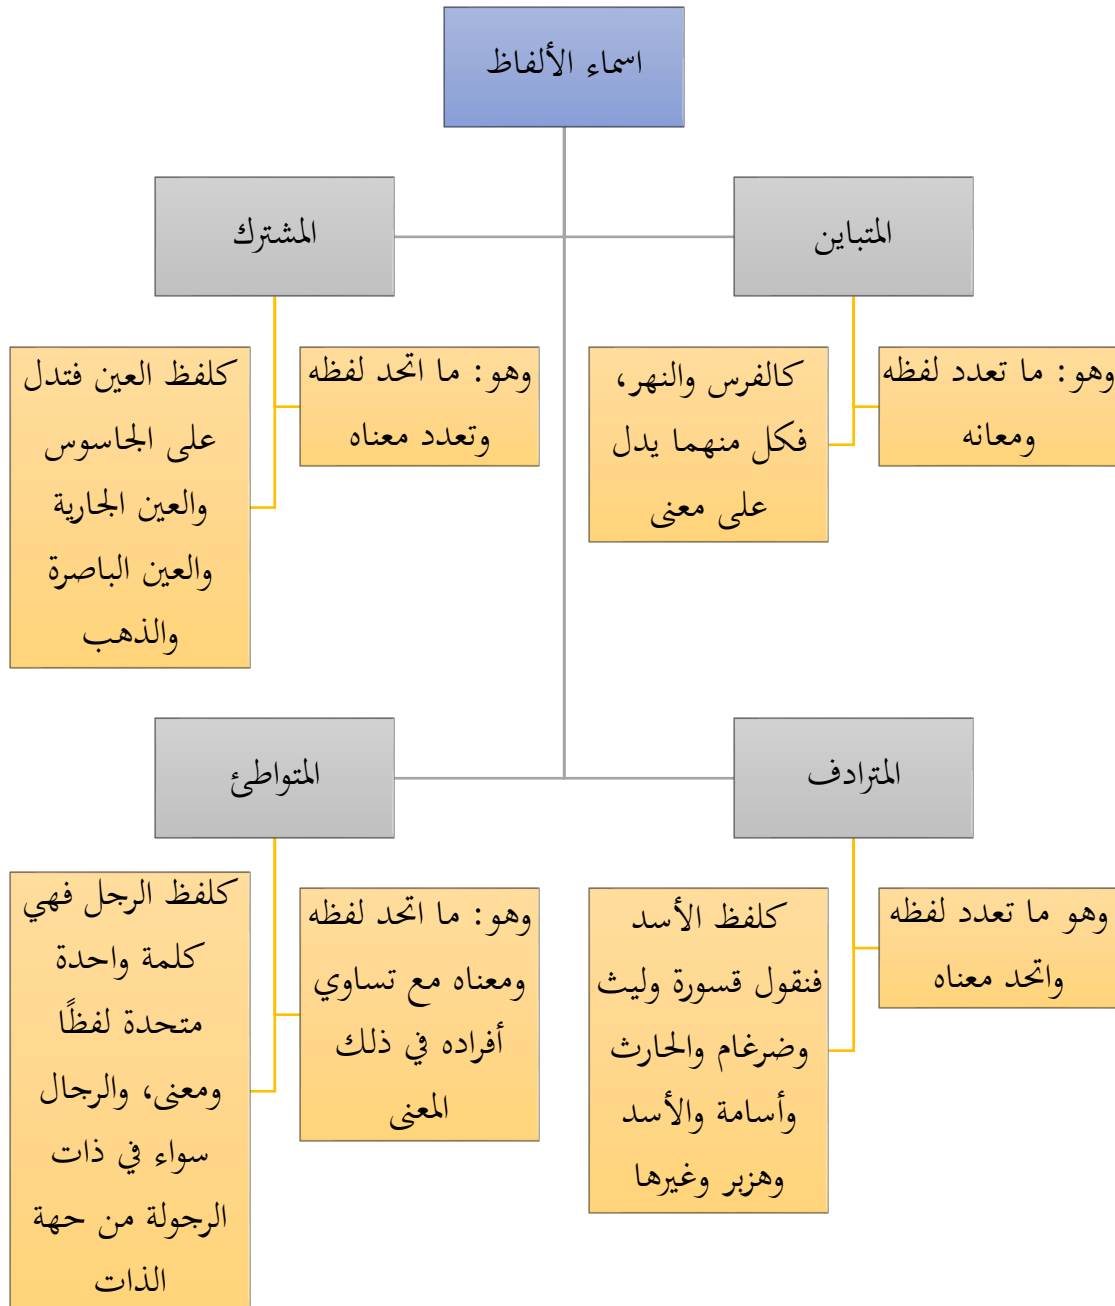 اسماء الألفاظ
المتباين
وهو: ما تعدد لفظه
ومعانه
كالفرس والنهر،
فكل منهما يدل
على معنى
المشترك
وهو: ما اتحد لفظه
وتعدد معناه
كلفظ العين فتدل
على الجاسوس
والعين الجارية
والعين الباصرة
والذهب
المترادف
وهو ما تعدد لفظه
واتحد معناه
كلفظ الأسد
فنقول قسورة وليث
وضرغام والحارث
وأسامة والأسد
وهزبر وغيرها
المتواطئ
وهو: ما اتحد لفظه
ومعناه مع تساوي
أفراده في ذلك
المعنى
كلفظ الرجل فهي
كلمة واحدة
متحدة لفظًا
ومعنى، والرجال
سواء في ذات
الرجولة من حهة
الذات